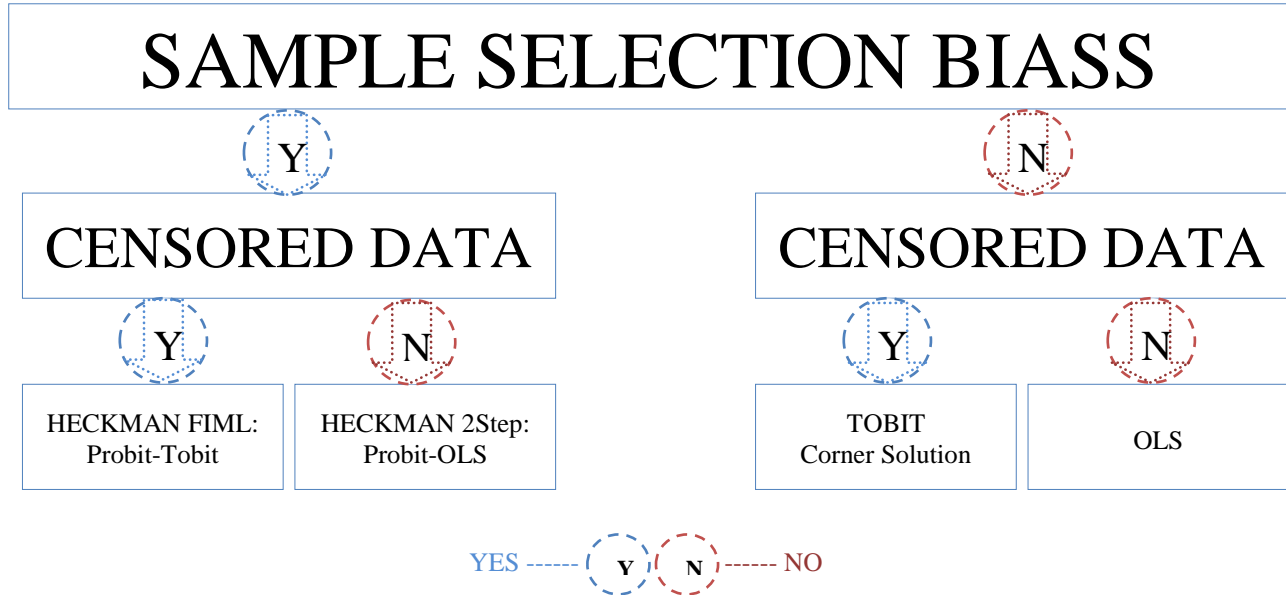 SAMPLE SELECTION BIASS
Y
N
CENSORED DATA
CENSORED DATA
Y
N
Y
N
HECKMAN FIML:
Probit-Tobit
HECKMAN 2Step:
Probit-OLS
TOBIT
Corner Solution
OLS
YES ------ Y N ------ NO